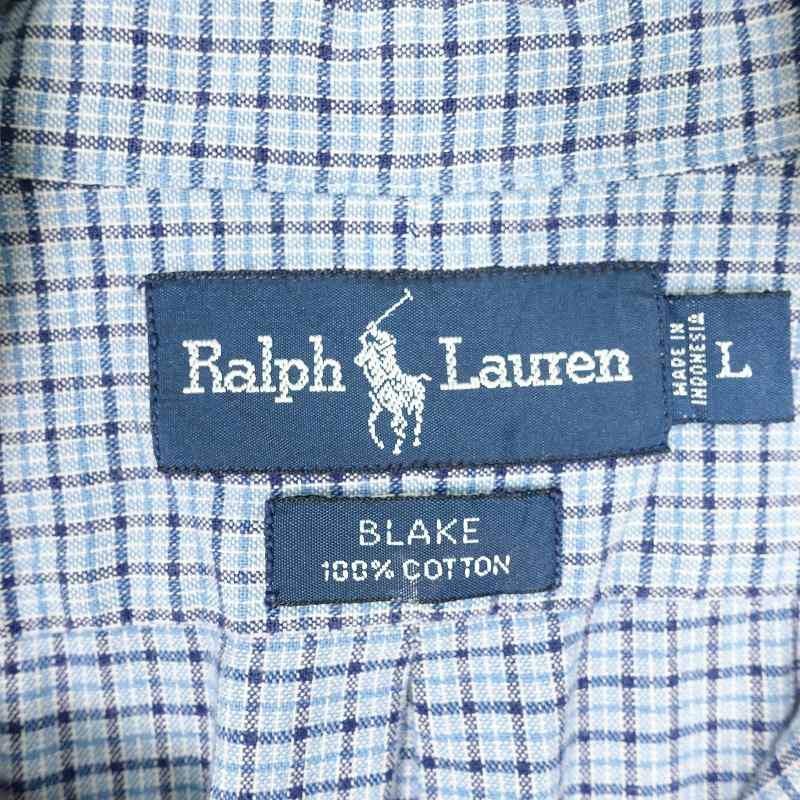 Ralph Lauren
MADE IN
INDONESIA
L
BLAKE
100% COTTON